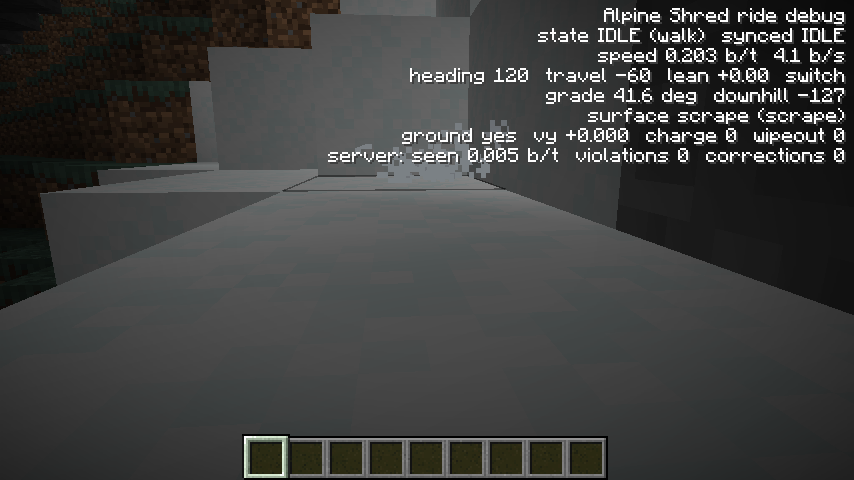 Alpine Shred ride debug
state IDLE (walk) synced IDLE
speed 0.203 b/t 4.1 b/s
heading 120 travel -60 lean +0.00 switch
grade 41.6 deg downhill -127
surface scrape (scrape)
ground yes vy +0.000 charge 0 wipeout 0
server: seen 0.005 b/t violations 0 corrections 0